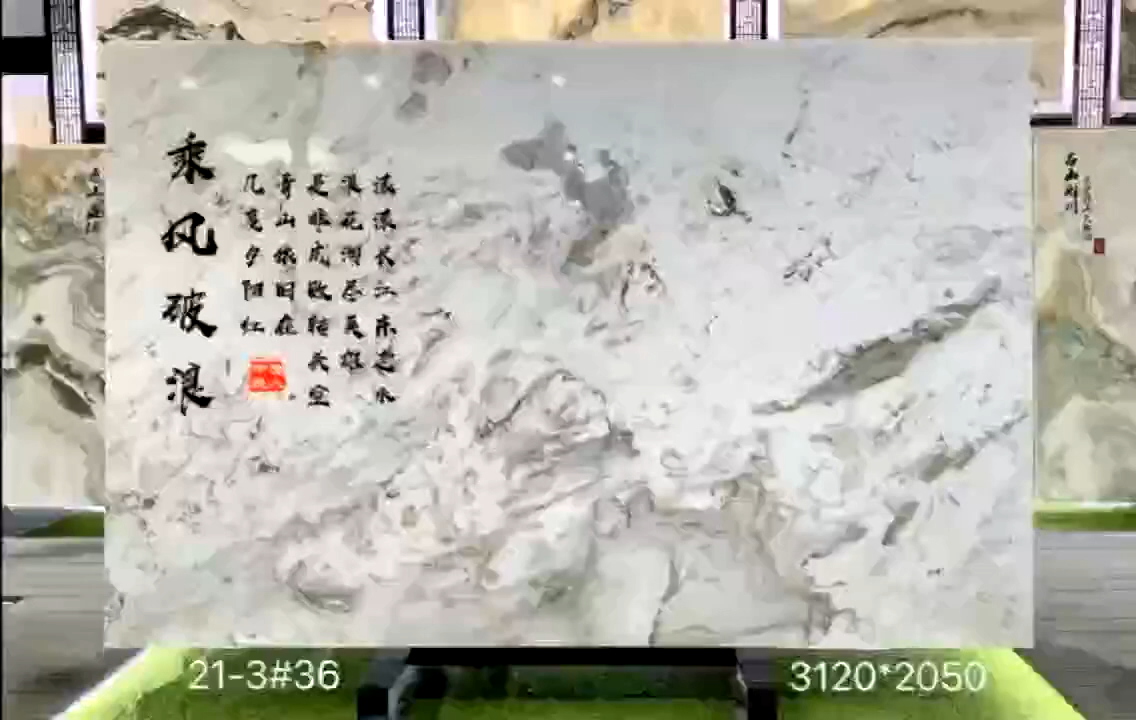 乘风破浪
滚滚长江东逝水
浪花淘尽英雄
是非成败转头空
青山依旧在
几度夕阳红
21-3#36
3120*2050